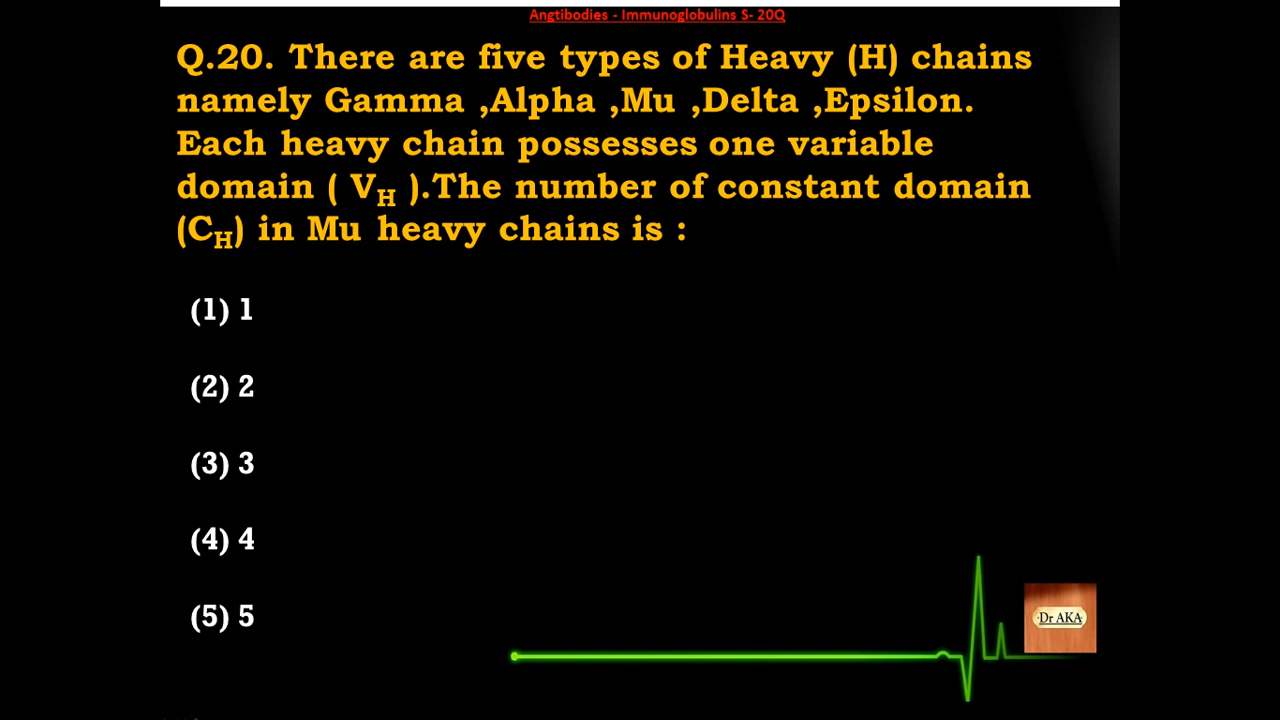 Angtibodies - Immunoglobulins S- 20Q
Q.20. There are five types of Heavy (H) chains
namely Gamma ,Alpha ,Mu ,Delta ,Epsilon.
Each heavy chain possesses one variable
domain ( VH ).The number of constant domain
(CH) in Mu heavy chains is :
(1) 1
(2) 2
(3) 3
(4) 4
(5) 5
Dr AKA